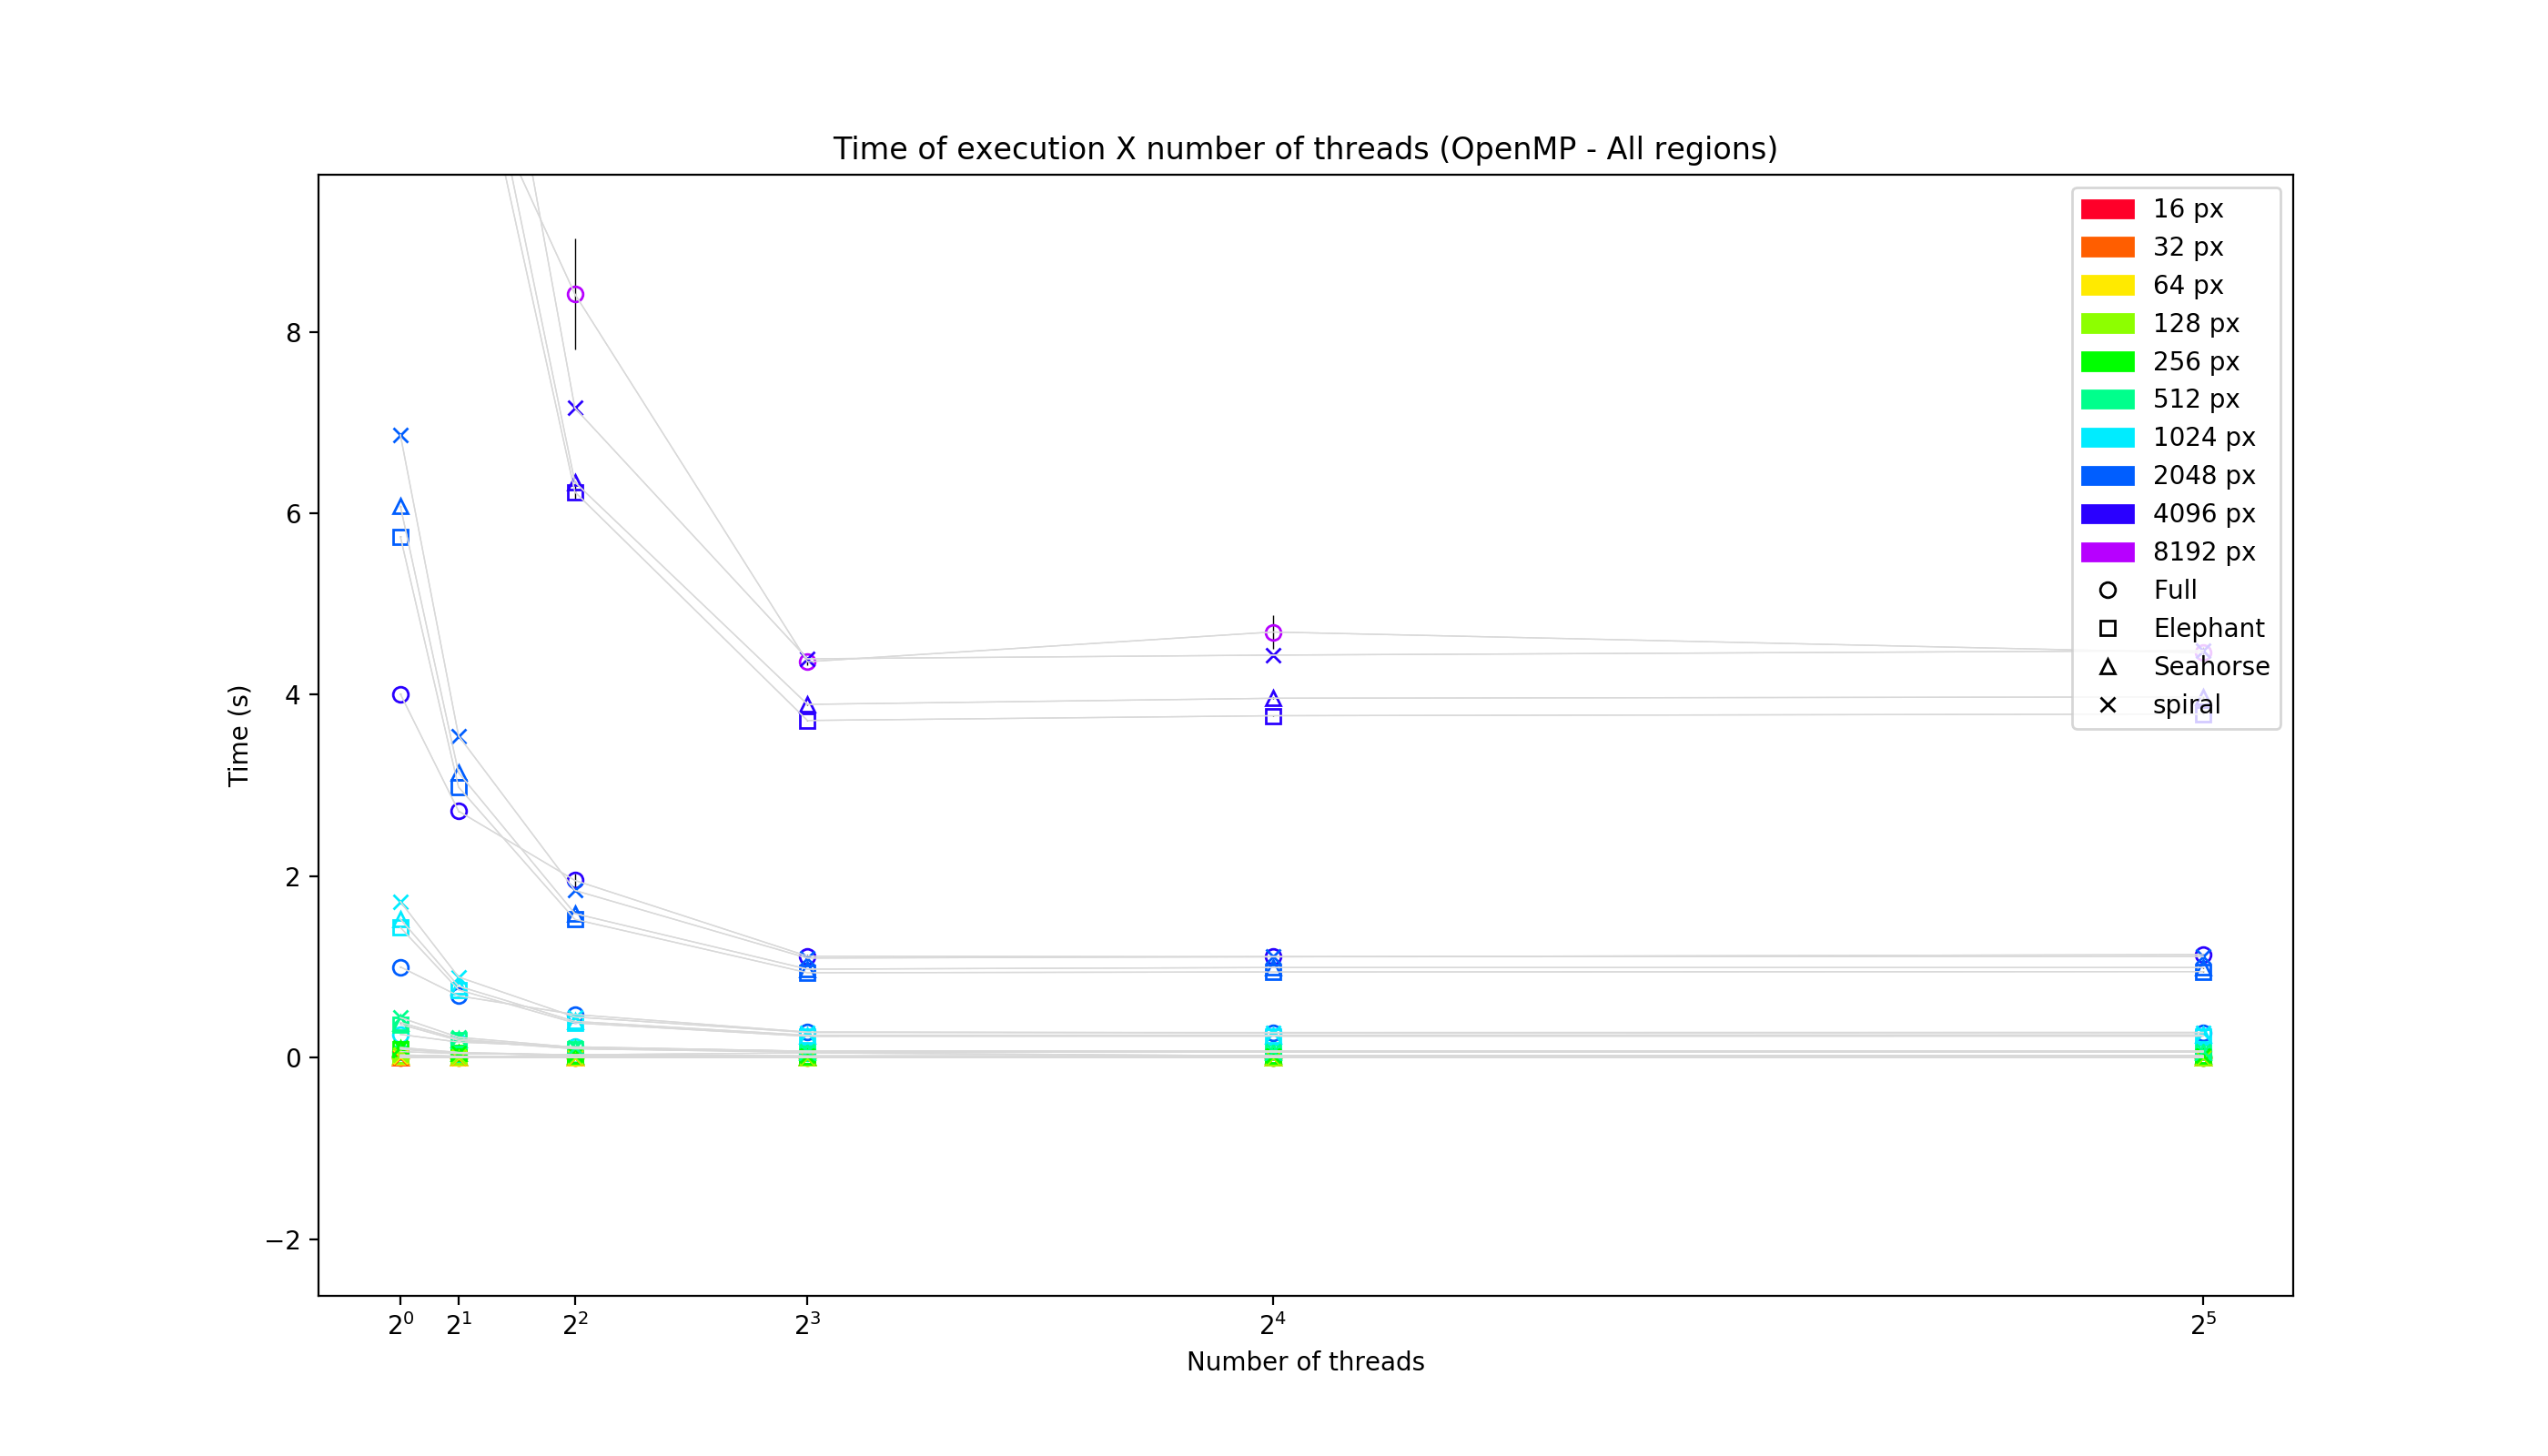 Time of execution X number of threads (OpenMP - All regions)
16 px
32 px
64 px
128 px
256 px
512 px
1024 px
2048 px
4096 px
8192 px
Full
Elephant
Seahorse
spiral
8
6
4
2
0
−2
Time (s)
2⁰ 2¹ 2² 2³ 2⁴ 2⁵
Number of threads